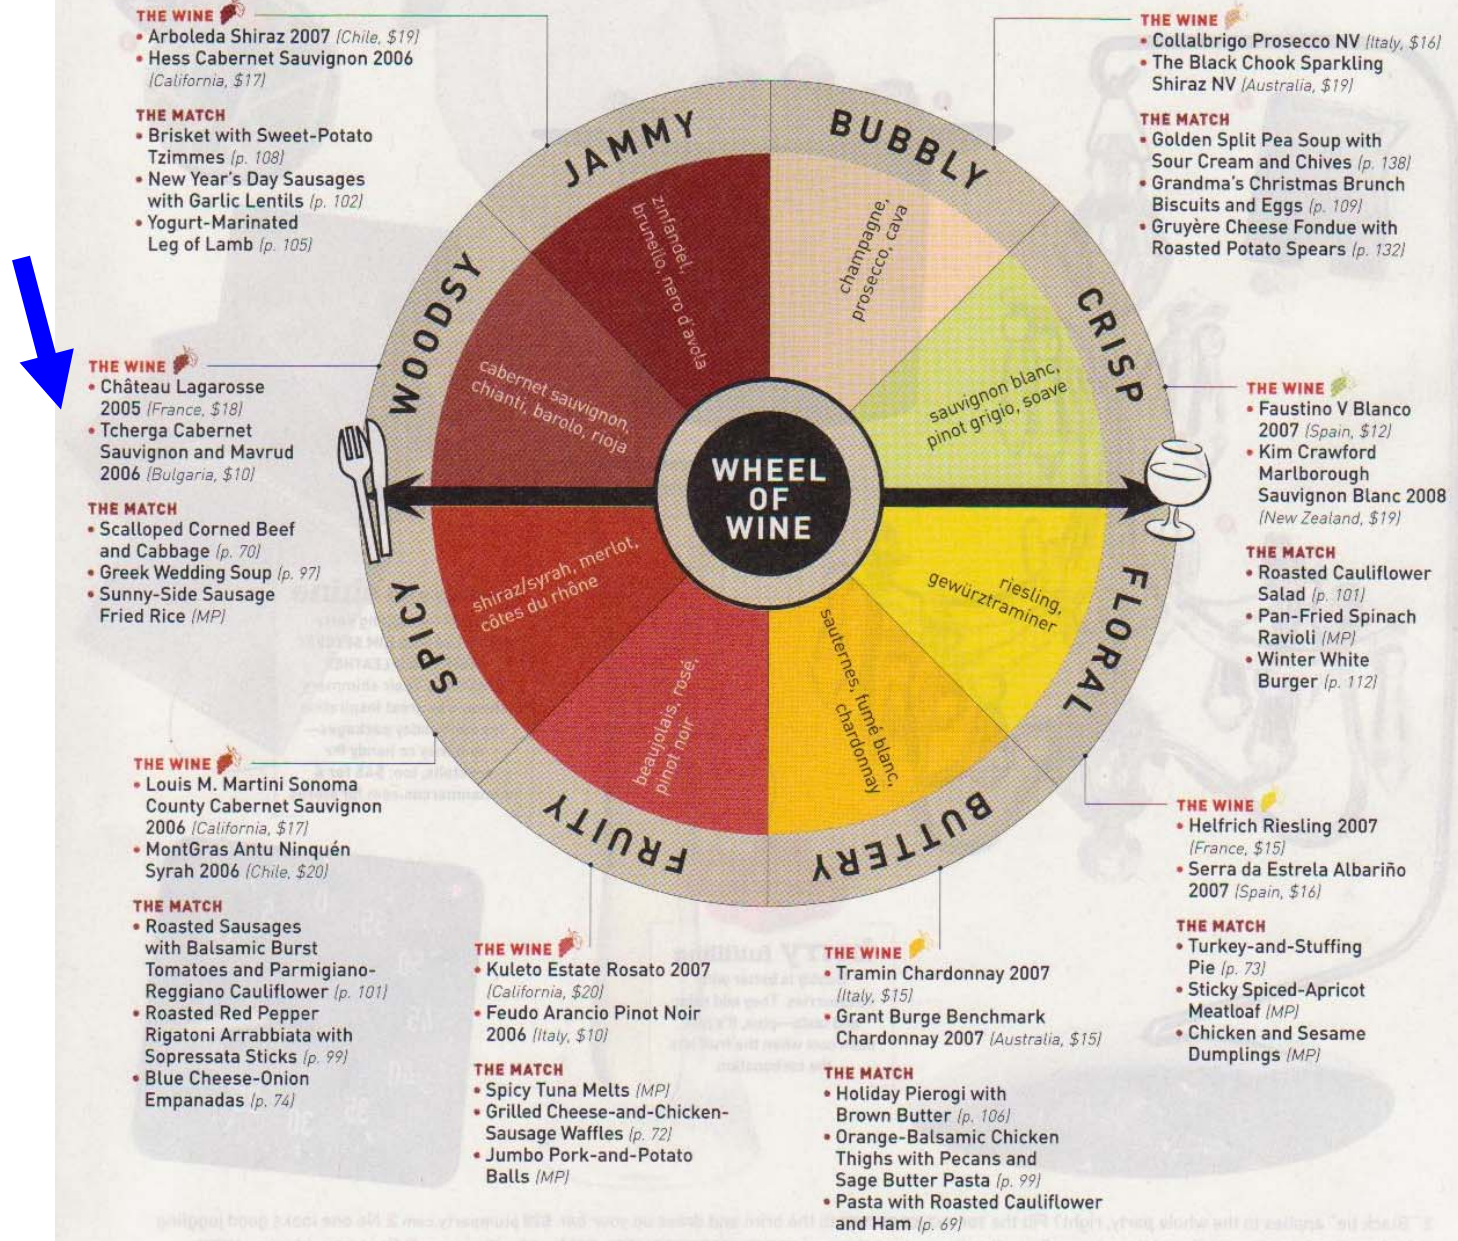 THE WINE
• Arboleda Shiraz 2007 (Chile, $19)
• Hess Cabernet Sauvignon 2006
(California, $17)
THE MATCH
• Brisket with Sweet-Potato
Tzimmes (p. 108)
• New Year's Day Sausages
with Garlic Lentils (p. 102)
• Yogurt-Marinated
Leg of Lamb (p. 105)
THE WINE
• Collalbrigo Prosecco NV (Italy, $16)
• The Black Chook Sparkling
Shiraz NV (Australia, $19)
THE MATCH
• Golden Split Pea Soup with
Sour Cream and Chives (p. 138)
• Grandma's Christmas Brunch
Biscuits and Eggs (p. 109)
• Gruyère Cheese Fondue with
Roasted Potato Spears (p. 132)
JAMMY
zinfandel,
brunello, nero d'avola
BUBBLY
champagne,
prosecco, cava
WOODSY
cabernet sauvignon,
chianti, barolo, rioja
CRISP
sauvignon blanc,
pinot grigio, soave
WHEEL
OF
WINE
SPICY
shiraz/syrah, merlot,
côtes du rhône
FLORAL
riesling,
gewürztraminer
FRUITY
beaujolais, rosé,
pinot noir
BUTTERY
sauternes, fumé blanc,
chardonnay
THE WINE
• Château Lagarosse
2005 (France, $18)
• Tcherga Cabernet
Sauvignon and Mavrud
2006 (Bulgaria, $10)
THE MATCH
• Scalloped Corned Beef
and Cabbage (p. 70)
• Greek Wedding Soup (p. 97)
• Sunny-Side Sausage
Fried Rice (MP)
THE WINE
• Faustino V Blanco
2007 (Spain, $12)
• Kim Crawford
Marlborough
Sauvignon Blanc 2008
(New Zealand, $19)
THE MATCH
• Roasted Cauliflower
Salad (p. 101)
• Pan-Fried Spinach
Ravioli (MP)
• Winter White
Burger (p. 112)
THE WINE
• Louis M. Martini Sonoma
County Cabernet Sauvignon
2006 (California, $17)
• MontGras Antu Ninquén
Syrah 2006 (Chile, $20)
THE MATCH
• Roasted Sausages
with Balsamic Burst
Tomatoes and Parmigiano-
Reggiano Cauliflower (p. 101)
• Roasted Red Pepper
Rigatoni Arrabbiata with
Sopressata Sticks (p. 99)
• Blue Cheese-Onion
Empanadas (p. 74)
THE WINE
• Kuleto Estate Rosato 2007
(California, $20)
• Feudo Arancio Pinot Noir
2006 (Italy, $10)
THE MATCH
• Spicy Tuna Melts (MP)
• Grilled Cheese-and-Chicken-
Sausage Waffles (p. 72)
• Jumbo Pork-and-Potato
Balls (MP)
THE WINE
• Tramin Chardonnay 2007
(Italy, $15)
• Grant Burge Benchmark
Chardonnay 2007 (Australia, $15)
THE MATCH
• Holiday Pierogi with
Brown Butter (p. 106)
• Orange-Balsamic Chicken
Thighs with Pecans and
Sage Butter Pasta (p. 99)
• Pasta with Roasted Cauliflower
and Ham (p. 69)
THE WINE
• Helfrich Riesling 2007
(France, $15)
• Serra da Estrela Albariño
2007 (Spain, $16)
THE MATCH
• Turkey-and-Stuffing
Pie (p. 73)
• Sticky Spiced-Apricot
Meatloaf (MP)
• Chicken and Sesame
Dumplings (MP)